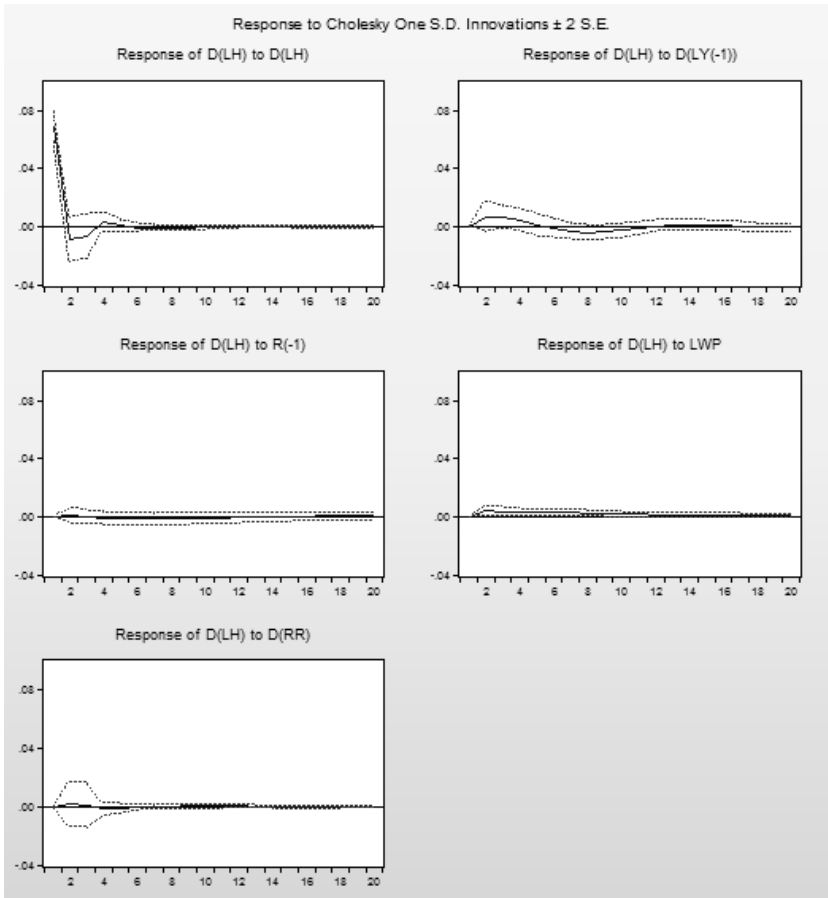 Response to Cholesky One S.D. Innovations ± 2 S.E.
Response of D(LH) to D(LH)
.08
.04
.00
-.04
2 4 6 8 10 12 14 16 18 20
Response of D(LH) to D(LY(-1))
.08
.04
.00
-.04
2 4 6 8 10 12 14 16 18 20
Response of D(LH) to R(-1)
.08
.04
.00
-.04
2 4 6 8 10 12 14 16 18 20
Response of D(LH) to LWP
.08
.04
.00
-.04
2 4 6 8 10 12 14 16 18 20
Response of D(LH) to D(RR)
.08
.04
.00
-.04
2 4 6 8 10 12 14 16 18 20